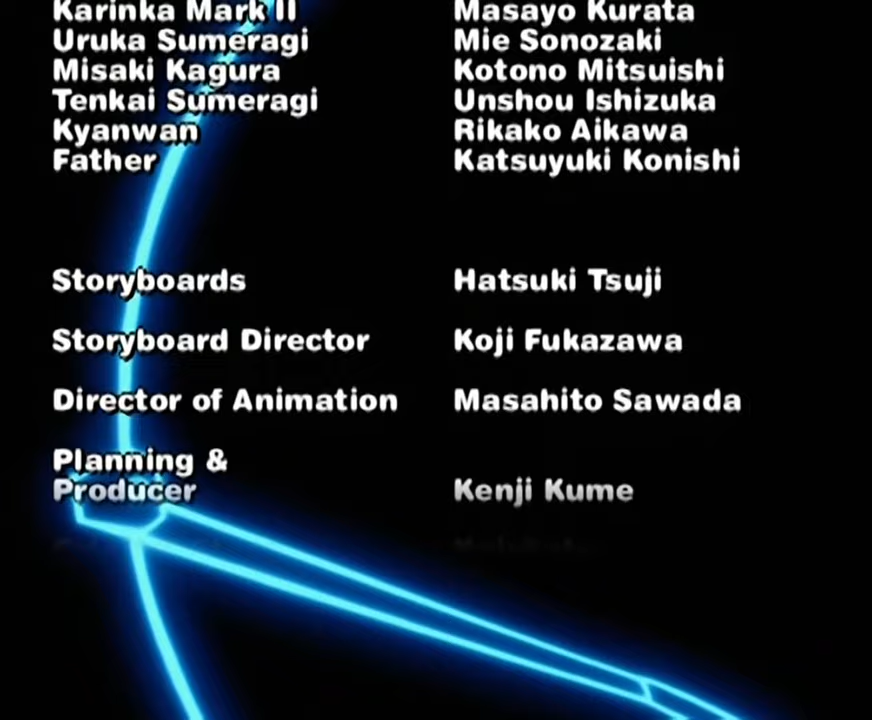 Karinka Mark II Masayo Kurata
Uruka Sumeragi Mie Sonozaki
Misaki Kagura Kotono Mitsuishi
Tenkai Sumeragi Unshou Ishizuka
Kyanwan Rikako Aikawa
Father Katsuyuki Konishi
Storyboards Hatsuki Tsuji
Storyboard Director Koji Fukazawa
Director of Animation Masahito Sawada
Planning &
Producer Kenji Kume